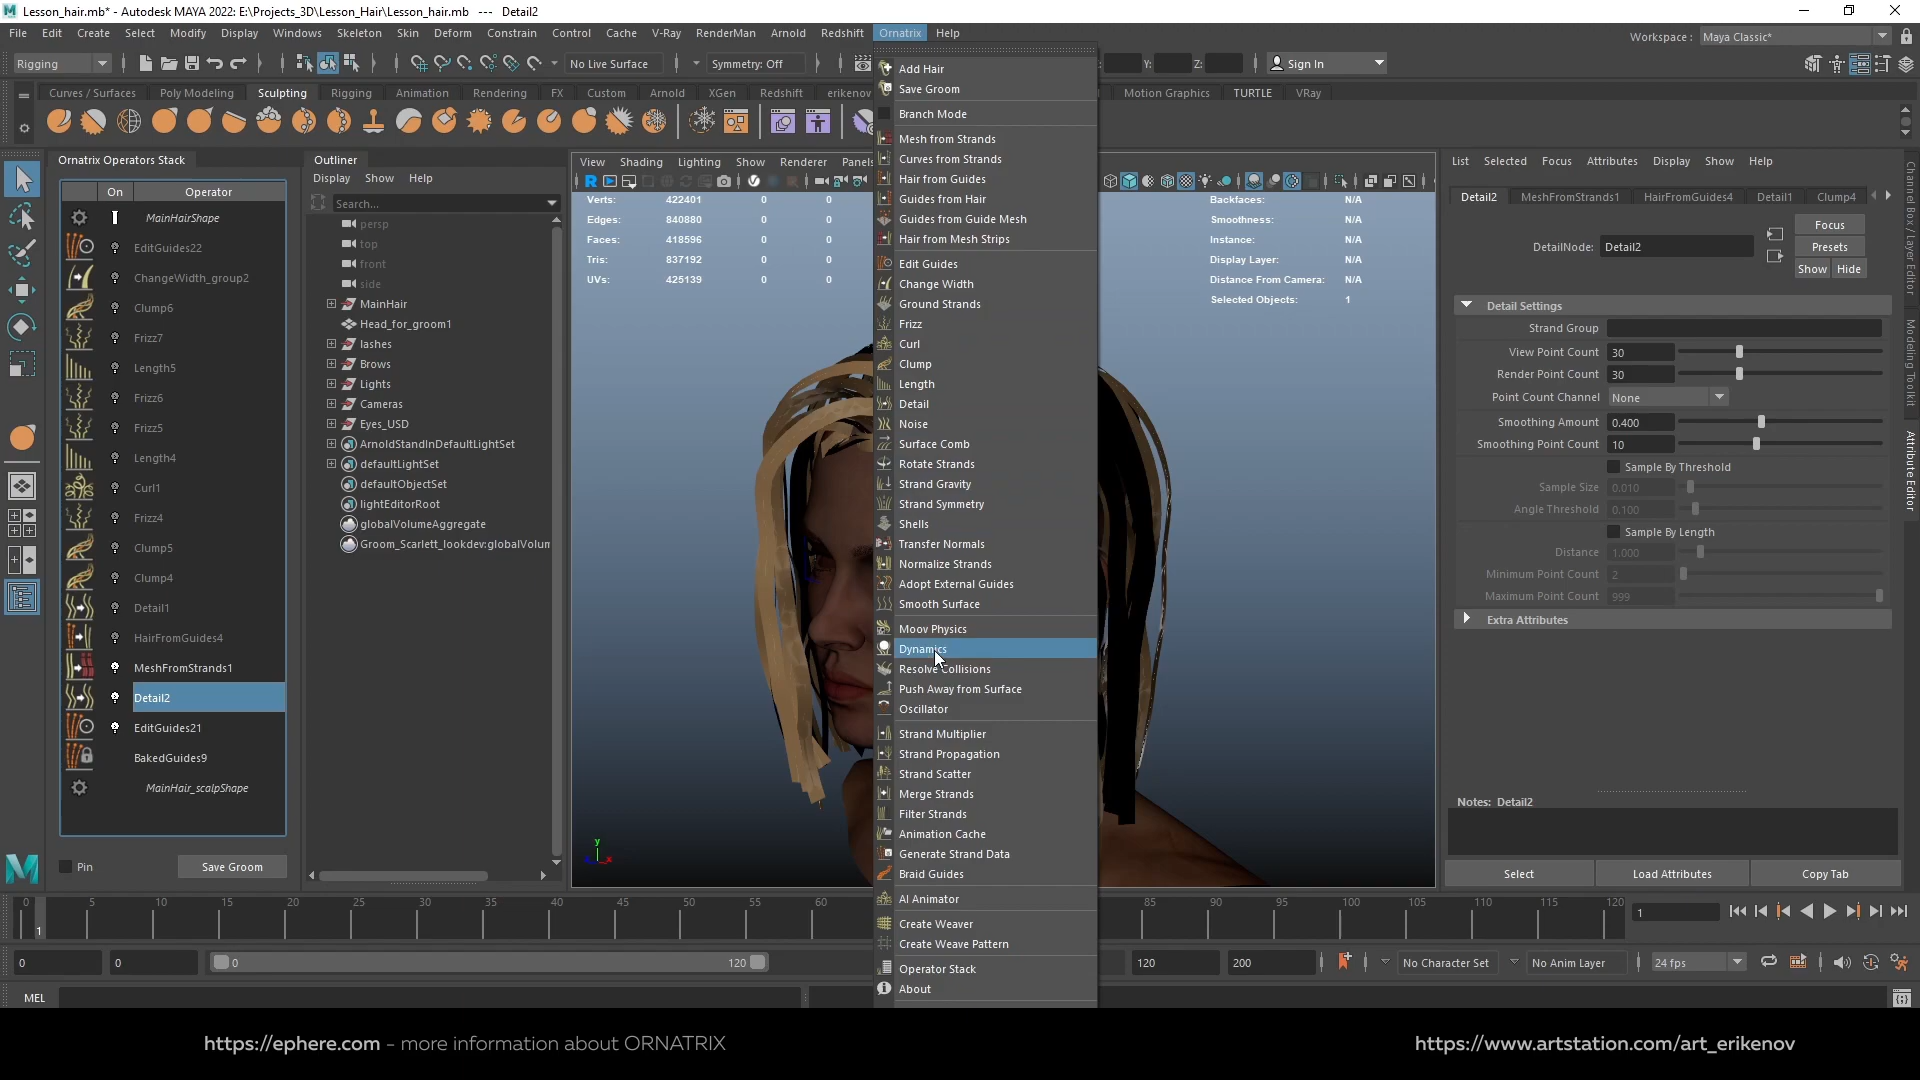 Lesson_hair.mb* - Autodesk MAYA 2022: E:\Projects_3D\Lesson_Hair\Lesson_hair.mb --- Detail2
File Edit Create Select Modify Display Windows Skeleton Skin Deform Constrain Control Cache V-Ray RenderMan Arnold Redshift Ornatrix Help
Workspace : Maya Classic*
Rigging No Live Surface Symmetry: Off Y: Z: Sign In
Curves / Surfaces Poly Modeling Sculpting Rigging Animation Rendering FX Custom Arnold XGen Redshift erikenov Motion Graphics TURTLE VRay
Ornatrix Operators Stack
On Operator
MainHairShape
EditGuides22
ChangeWidth_group2
Clump6
Frizz7
Length5
Frizz6
Frizz5
Length4
Curl1
Frizz4
Clump5
Clump4
Detail1
HairFromGuides4
MeshFromStrands1
Detail2
EditGuides21
BakedGuides9
MainHair_scalpShape
Pin Save Groom
Outliner
Display Show Help
Search...
persp
top
front
side
MainHair
Head_for_groom1
lashes
Brows
Lights
Cameras
Eyes_USD
ArnoldStandInDefaultLightSet
defaultLightSet
defaultObjectSet
lightEditorRoot
globalVolumeAggregate
Groom_Scarlett_lookdev:globalVolum
View Shading Lighting Show Renderer Panels
Verts: 422401 0 0
Edges: 840880 0 0
Faces: 418596 0 0
Tris: 837192 0 0
UVs: 425139 0 0
Backfaces: N/A
Smoothness: N/A
Instance: N/A
Display Layer: N/A
Distance From Camera: N/A
Selected Objects: 1
y
x
Add Hair
Save Groom
Branch Mode
Mesh from Strands
Curves from Strands
Hair from Guides
Guides from Hair
Guides from Guide Mesh
Hair from Mesh Strips
Edit Guides
Change Width
Ground Strands
Frizz
Curl
Clump
Length
Detail
Noise
Surface Comb
Rotate Strands
Strand Gravity
Strand Symmetry
Shells
Transfer Normals
Normalize Strands
Adopt External Guides
Smooth Surface
Moov Physics
Dynamics
Resolve Collisions
Push Away from Surface
Oscillator
Strand Multiplier
Strand Propagation
Strand Scatter
Merge Strands
Filter Strands
Animation Cache
Generate Strand Data
Braid Guides
AI Animator
Create Weaver
Create Weave Pattern
Operator Stack
About
List Selected Focus Attributes Display Show Help
Detail2 MeshFromStrands1 HairFromGuides4 Detail1 Clump4
Focus
DetailNode: Detail2 Presets
Show Hide
Detail Settings
Strand Group
View Point Count 30
Render Point Count 30
Point Count Channel None
Smoothing Amount 0.400
Smoothing Point Count 10
Sample By Threshold
Sample Size 0.010
Angle Threshold 0.100
Sample By Length
Distance 1.000
Minimum Point Count 2
Maximum Point Count 999
Extra Attributes
Notes: Detail2
Select Load Attributes Copy Tab
Channel Box / Layer Editor
Modeling Toolkit
Attribute Editor
0 5 10 15 20 25 30 35 40 45 50 55 60 85 90 95 100 105 110 115 120
1 1
0 0 0 120 120 200 No Character Set No Anim Layer 24 fps
MEL
https://ephere.com - more information about ORNATRIX
https://www.artstation.com/art_erikenov